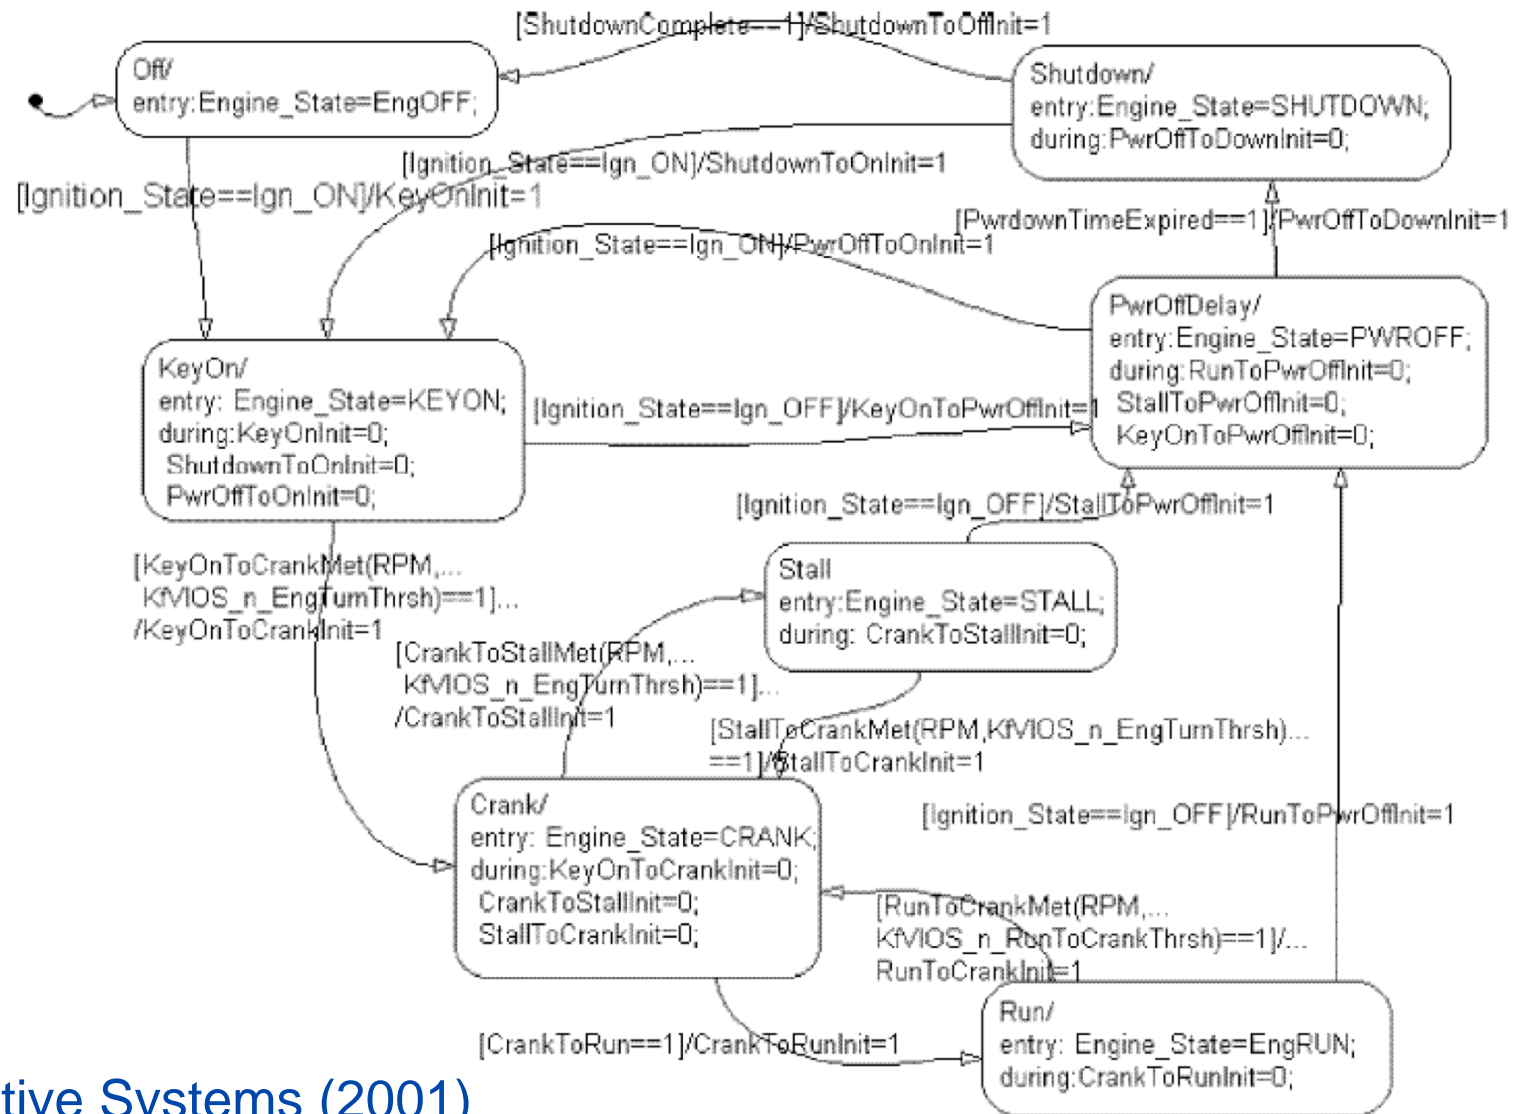 [ShutdownComplete==1]/ShutdownToOffInit=1
Off/
entry:Engine_State=EngOFF;
Shutdown/
entry:Engine_State=SHUTDOWN;
during:PwrOffToDownInit=0;
[Ignition_State==Ign_ON]/ShutdownToOnInit=1
[Ignition_State==Ign_ON]/KeyOnInit=1
[PwrdownTimeExpired==1]/PwrOffToDownInit=1
[Ignition_State==Ign_ON]/PwrOffToOnInit=1
PwrOffDelay/
entry:Engine_State=PWROFF;
during:RunToPwrOffInit=0;
StallToPwrOffInit=0;
KeyOnToPwrOffInit=0;
KeyOn/
entry: Engine_State=KEYON;
during:KeyOnInit=0;
ShutdownToOnInit=0;
PwrOffToOnInit=0;
[Ignition_State==Ign_OFF]/KeyOnToPwrOffInit=1
[Ignition_State==Ign_OFF]/StallToPwrOffInit=1
[KeyOnToCrankMet(RPM,...
KfVIOS_n_EngTurnThrsh)==1]...
/KeyOnToCrankInit=1
Stall
entry:Engine_State=STALL;
during: CrankToStallInit=0;
[CrankToStallMet(RPM,...
KfVIOS_n_EngTurnThrsh)==1]...
/CrankToStallInit=1
[StallToCrankMet(RPM,KfVIOS_n_EngTurnThrsh)...
==1]/StallToCrankInit=1
Crank/
entry: Engine_State=CRANK;
during:KeyOnToCrankInit=0;
CrankToStallInit=0;
StallToCrankInit=0;
[Ignition_State==Ign_OFF]/RunToPwrOffInit=1
[RunToCrankMet(RPM,...
KfVIOS_n_RunToCrankThrsh)==1]/...
RunToCrankInit=1
[CrankToRun==1]/CrankToRunInit=1
Run/
entry: Engine_State=EngRUN;
during:CrankToRunInit=0;
tive Systems (2001)